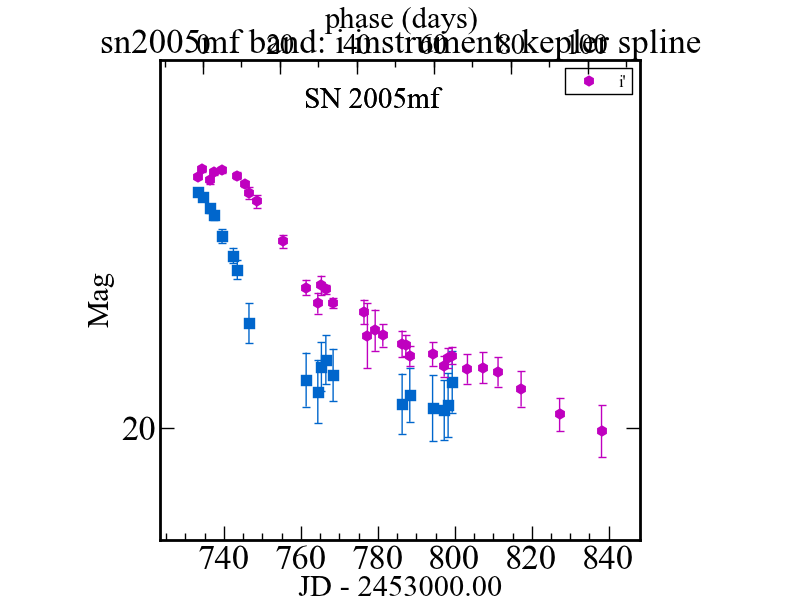 phase (days)
sn2005mf band: i instrument: kepler spline
0 20 40 60 80 100
SN 2005mf
i'
Mag
20
740 760 780 800 820 840
JD - 2453000.00